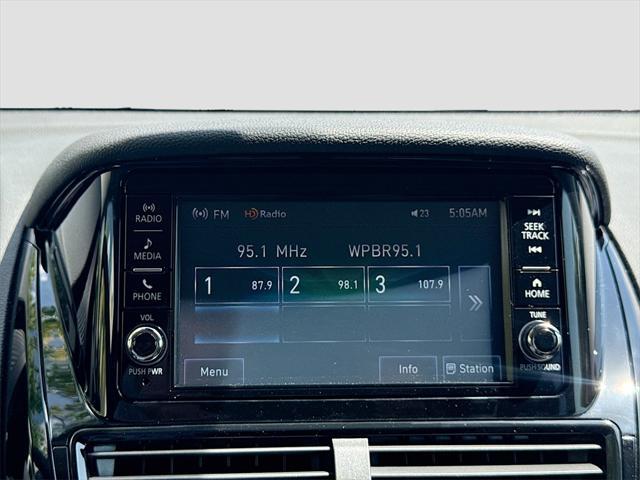 RADIO
MEDIA
PHONE
VOL
PUSH PWR
FM HD Radio 23 5:05AM
95.1 MHz WPBR95.1
1 87.9 2 98.1 3 107.9
Menu Info Station
SEEK
TRACK
HOME
TUNE
PUSH SOUND